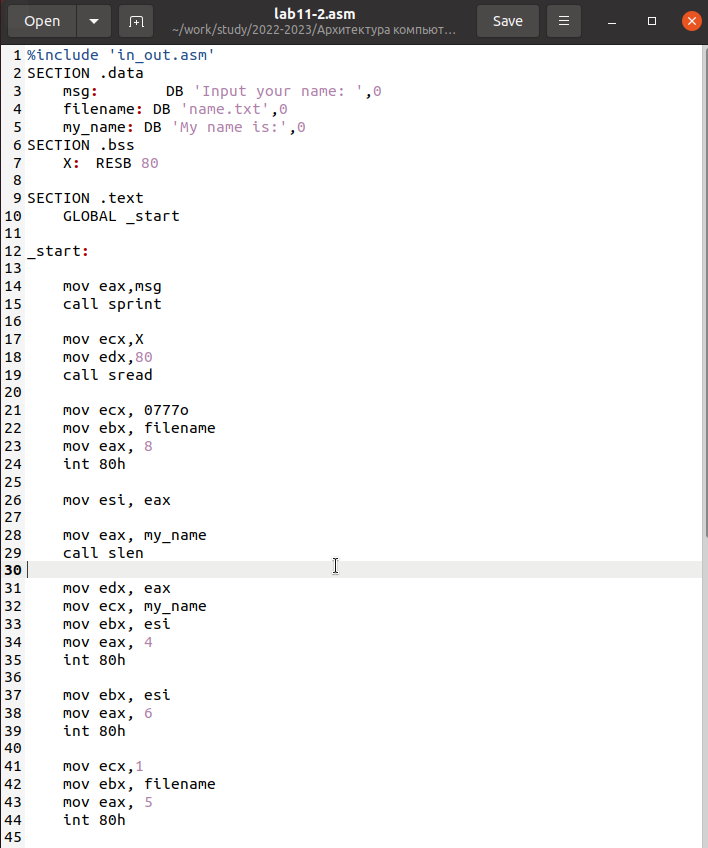 Open
lab11-2.asm
~/work/study/2022-2023/Архитектура компьют…
Save
1 %include 'in_out.asm'
2 SECTION .data
3     msg:        DB 'Input your name: ',0
4     filename: DB 'name.txt',0
5     my_name: DB 'My name is:',0
6 SECTION .bss
7     X:  RESB 80
8
9 SECTION .text
10     GLOBAL _start
11
12 _start:
13
14     mov eax,msg
15     call sprint
16
17     mov ecx,X
18     mov edx,80
19     call sread
20
21     mov ecx, 0777o
22     mov ebx, filename
23     mov eax, 8
24     int 80h
25
26     mov esi, eax
27
28     mov eax, my_name
29     call slen
30
31     mov edx, eax
32     mov ecx, my_name
33     mov ebx, esi
34     mov eax, 4
35     int 80h
36
37     mov ebx, esi
38     mov eax, 6
39     int 80h
40
41     mov ecx,1
42     mov ebx, filename
43     mov eax, 5
44     int 80h
45